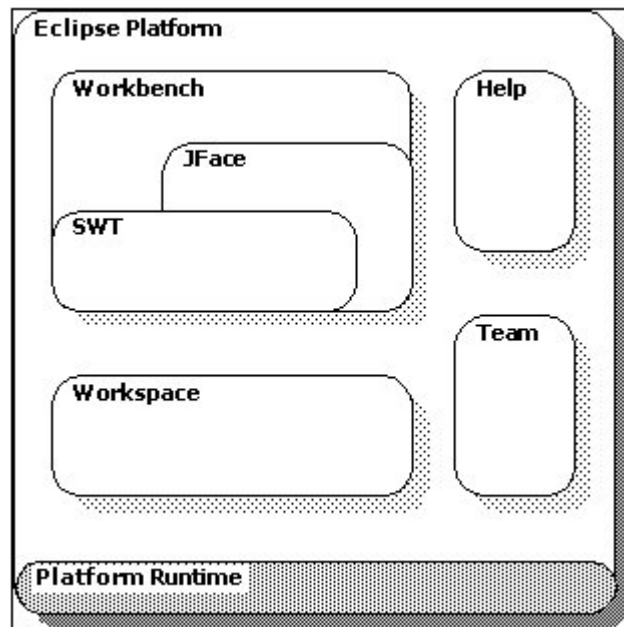 Eclipse Platform
Workbench
Help
JFace
SWT
Team
Workspace
Platform Runtime